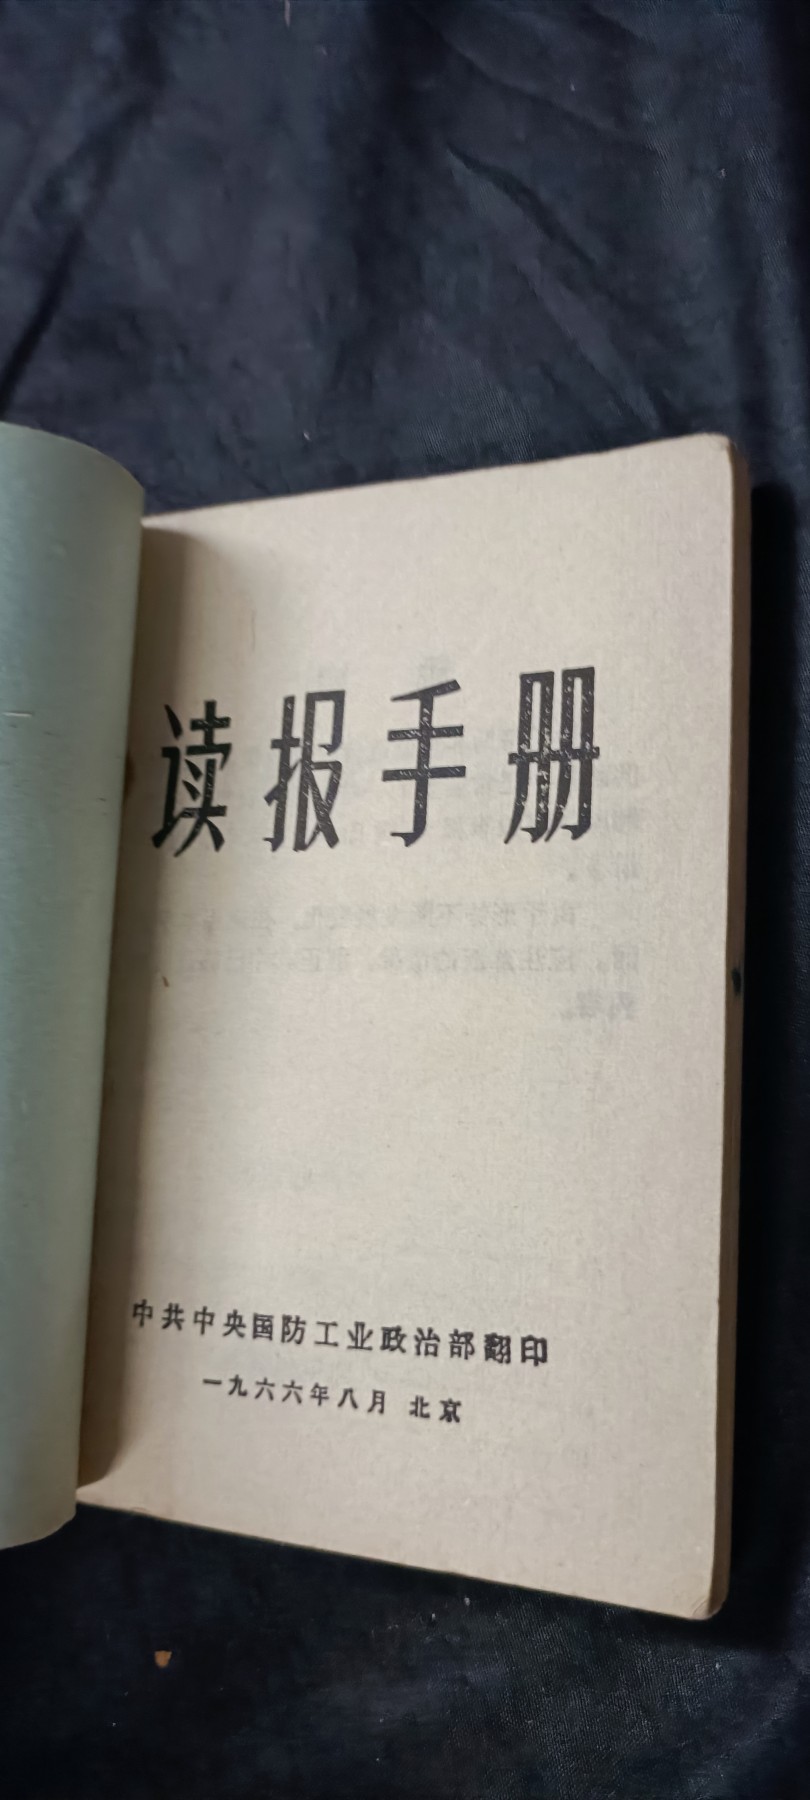 读报手册
中共中央国防工业政治部翻印
一九六六年八月 北京